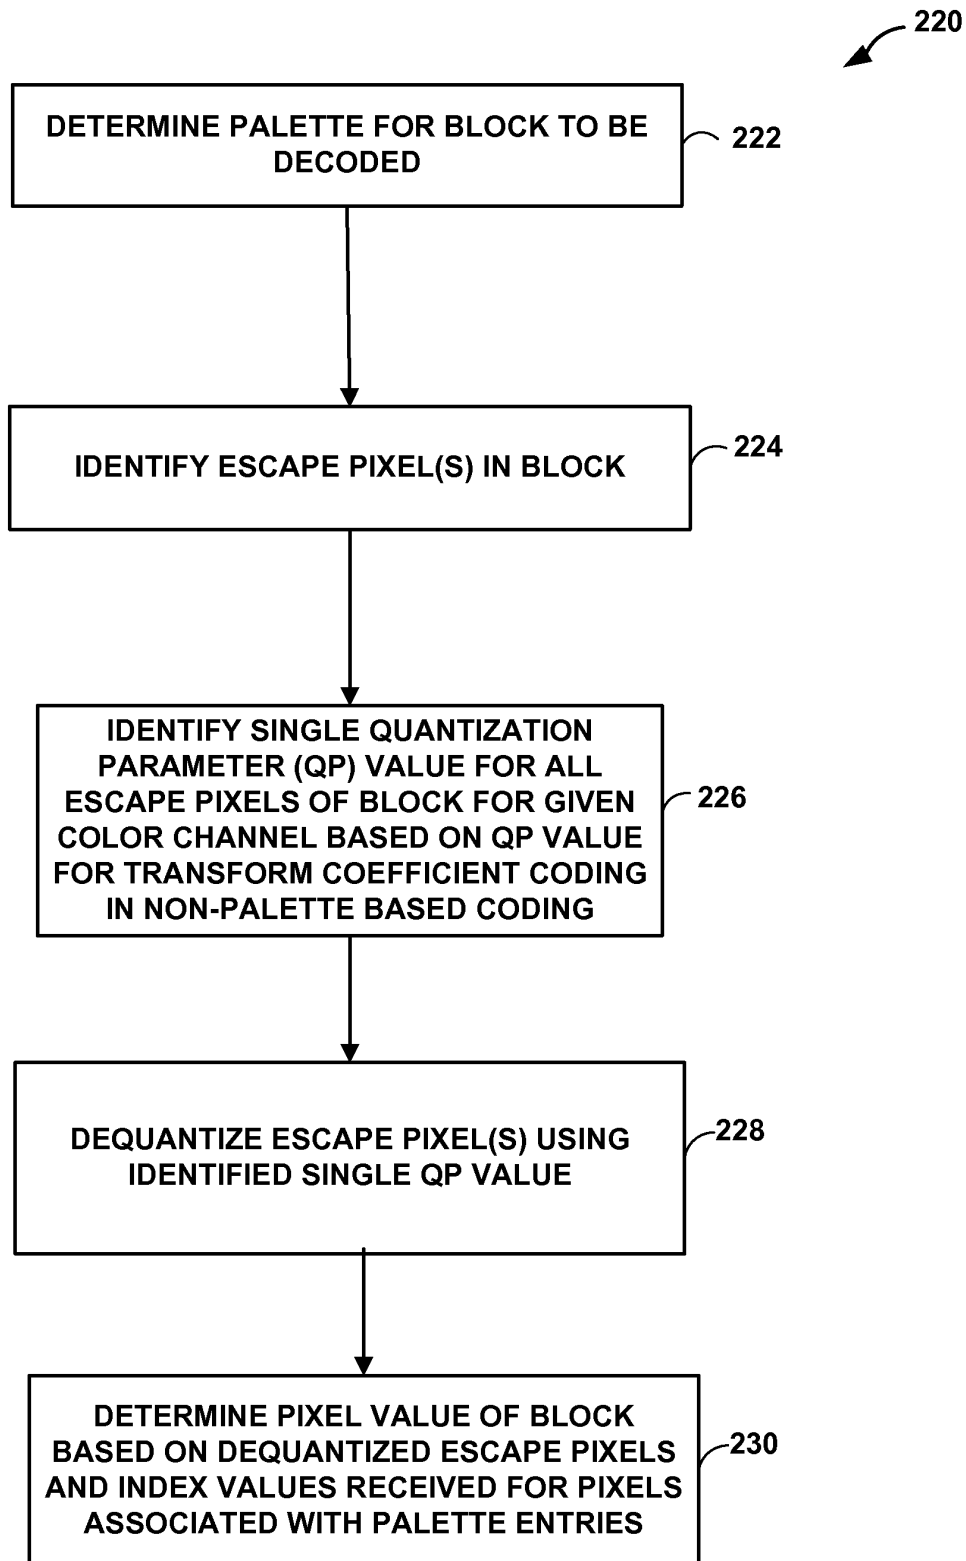 220
DETERMINE PALETTE FOR BLOCK TO BE
DECODED
222
IDENTIFY ESCAPE PIXEL(S) IN BLOCK
224
IDENTIFY SINGLE QUANTIZATION
PARAMETER (QP) VALUE FOR ALL
ESCAPE PIXELS OF BLOCK FOR GIVEN
COLOR CHANNEL BASED ON QP VALUE
FOR TRANSFORM COEFFICIENT CODING
IN NON-PALETTE BASED CODING
226
DEQUANTIZE ESCAPE PIXEL(S) USING
IDENTIFIED SINGLE QP VALUE
228
DETERMINE PIXEL VALUE OF BLOCK
BASED ON DEQUANTIZED ESCAPE PIXELS
AND INDEX VALUES RECEIVED FOR PIXELS
ASSOCIATED WITH PALETTE ENTRIES
230